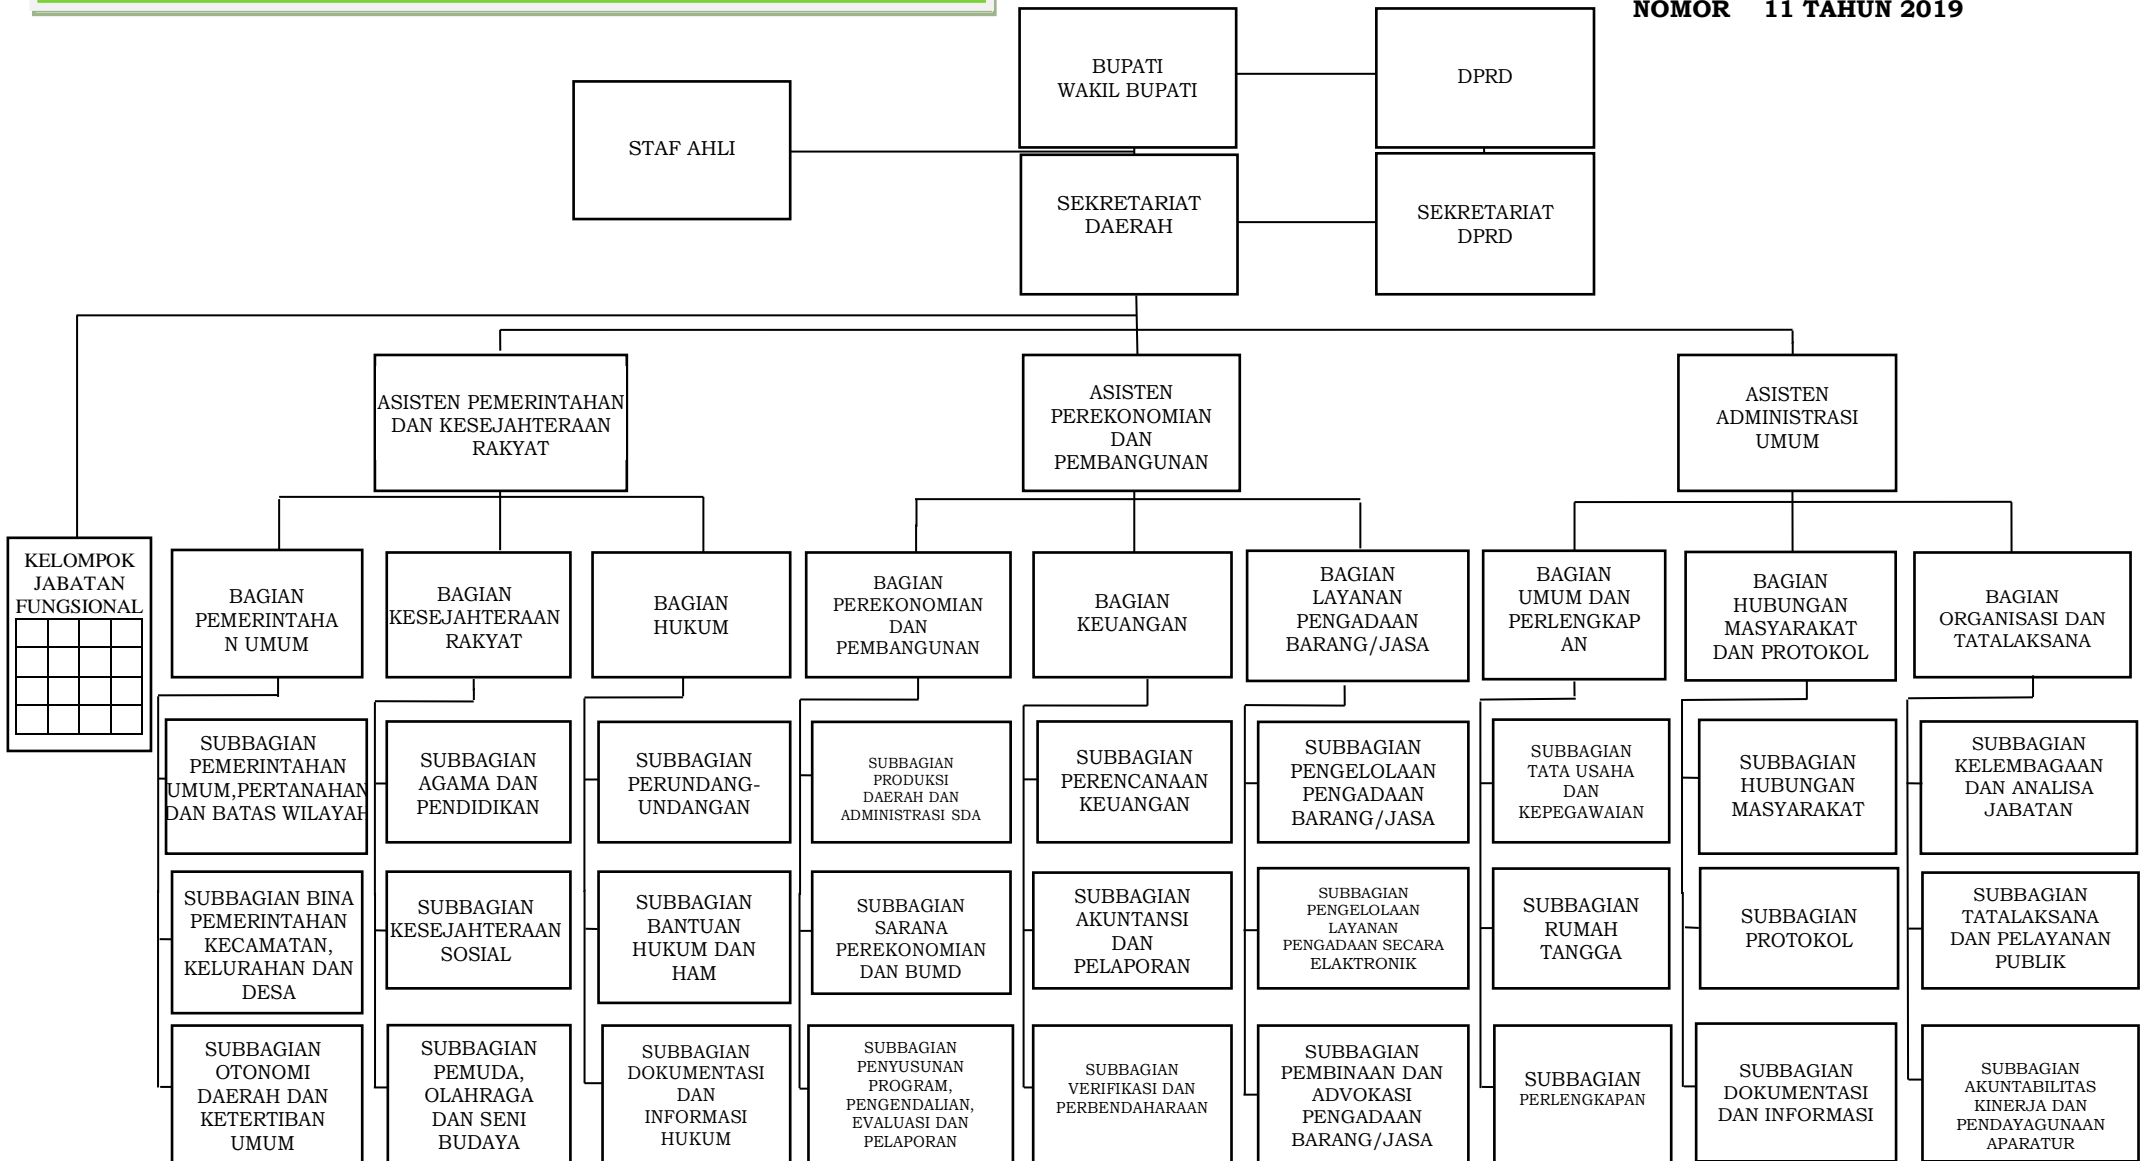 NOMOR 11 TAHUN 2019
BUPATI
WAKIL BUPATI
DPRD
STAF AHLI
SEKRETARIAT
DAERAH
SEKRETARIAT
DPRD
ASISTEN PEMERINTAHAN
DAN KESEJAHTERAAN
RAKYAT
ASISTEN
PEREKONOMIAN
DAN
PEMBANGUNAN
ASISTEN
ADMINISTRASI
UMUM
KELOMPOK
JABATAN
FUNGSIONAL
BAGIAN
PEMERINTAHA
N UMUM
BAGIAN
KESEJAHTERAAN
RAKYAT
BAGIAN
HUKUM
BAGIAN
PEREKONOMIAN
DAN
PEMBANGUNAN
BAGIAN
KEUANGAN
BAGIAN
LAYANAN
PENGADAAN
BARANG/JASA
BAGIAN
UMUM DAN
PERLENGKAP
AN
BAGIAN
HUBUNGAN
MASYARAKAT
DAN PROTOKOL
BAGIAN
ORGANISASI DAN
TATALAKSANA
SUBBAGIAN
PEMERINTAHAN
UMUM,PERTANAHAN
DAN BATAS WILAYAH
SUBBAGIAN
AGAMA DAN
PENDIDIKAN
SUBBAGIAN
PERUNDANG-
UNDANGAN
SUBBAGIAN
PRODUKSI
DAERAH DAN
ADMINISTRASI SDA
SUBBAGIAN
PERENCANAAN
KEUANGAN
SUBBAGIAN
PENGELOLAAN
PENGADAAN
BARANG/JASA
SUBBAGIAN
TATA USAHA
DAN
KEPEGAWAIAN
SUBBAGIAN
HUBUNGAN
MASYARAKAT
SUBBAGIAN
KELEMBAGAAN
DAN ANALISA
JABATAN
SUBBAGIAN BINA
PEMERINTAHAN
KECAMATAN,
KELURAHAN DAN
DESA
SUBBAGIAN
KESEJAHTERAAN
SOSIAL
SUBBAGIAN
BANTUAN
HUKUM DAN
HAM
SUBBAGIAN
SARANA
PEREKONOMIAN
DAN BUMD
SUBBAGIAN
AKUNTANSI
DAN
PELAPORAN
SUBBAGIAN
PENGELOLAAN
LAYANAN
PENGADAAN SECARA
ELAKTRONIK
SUBBAGIAN
RUMAH
TANGGA
SUBBAGIAN
PROTOKOL
SUBBAGIAN
TATALAKSANA
DAN PELAYANAN
PUBLIK
SUBBAGIAN
OTONOMI
DAERAH DAN
KETERTIBAN
UMUM
SUBBAGIAN
PEMUDA,
OLAHRAGA
DAN SENI
BUDAYA
SUBBAGIAN
DOKUMENTASI
DAN
INFORMASI
HUKUM
SUBBAGIAN
PENYUSUNAN
PROGRAM,
PENGENDALIAN,
EVALUASI DAN
PELAPORAN
SUBBAGIAN
VERIFIKASI DAN
PERBENDAHARAAN
SUBBAGIAN
PEMBINAAN DAN
ADVOKASI
PENGADAAN
BARANG/JASA
SUBBAGIAN
PERLENGKAPAN
SUBBAGIAN
DOKUMENTASI
DAN INFORMASI
SUBBAGIAN
AKUNTABILITAS
KINERJA DAN
PENDAYAGUNAAN
APARATUR